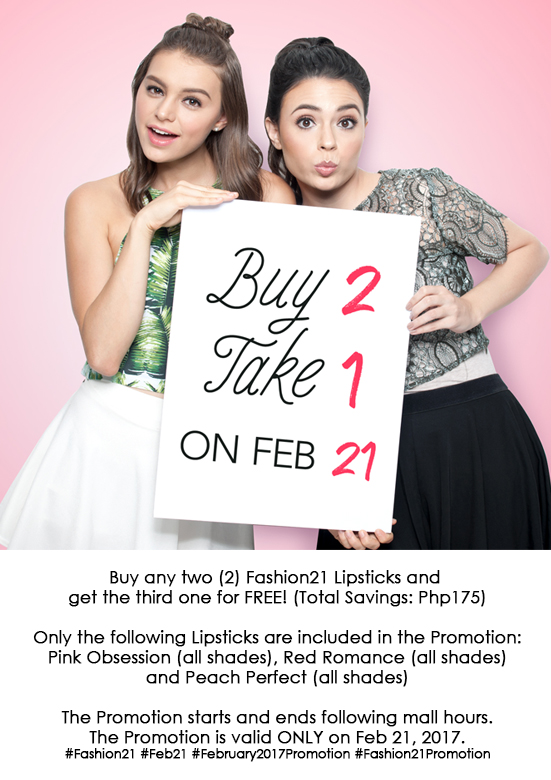 Buy 2
Take 1
ON FEB 21
Buy any two (2) Fashion21 Lipsticks and
get the third one for FREE! (Total Savings: Php175)
Only the following Lipsticks are included in the Promotion:
Pink Obsession (all shades), Red Romance (all shades)
and Peach Perfect (all shades)
The Promotion starts and ends following mall hours.
The Promotion is valid ONLY on Feb 21, 2017.
#Fashion21 #Feb21 #February2017Promotion #Fashion21Promotion